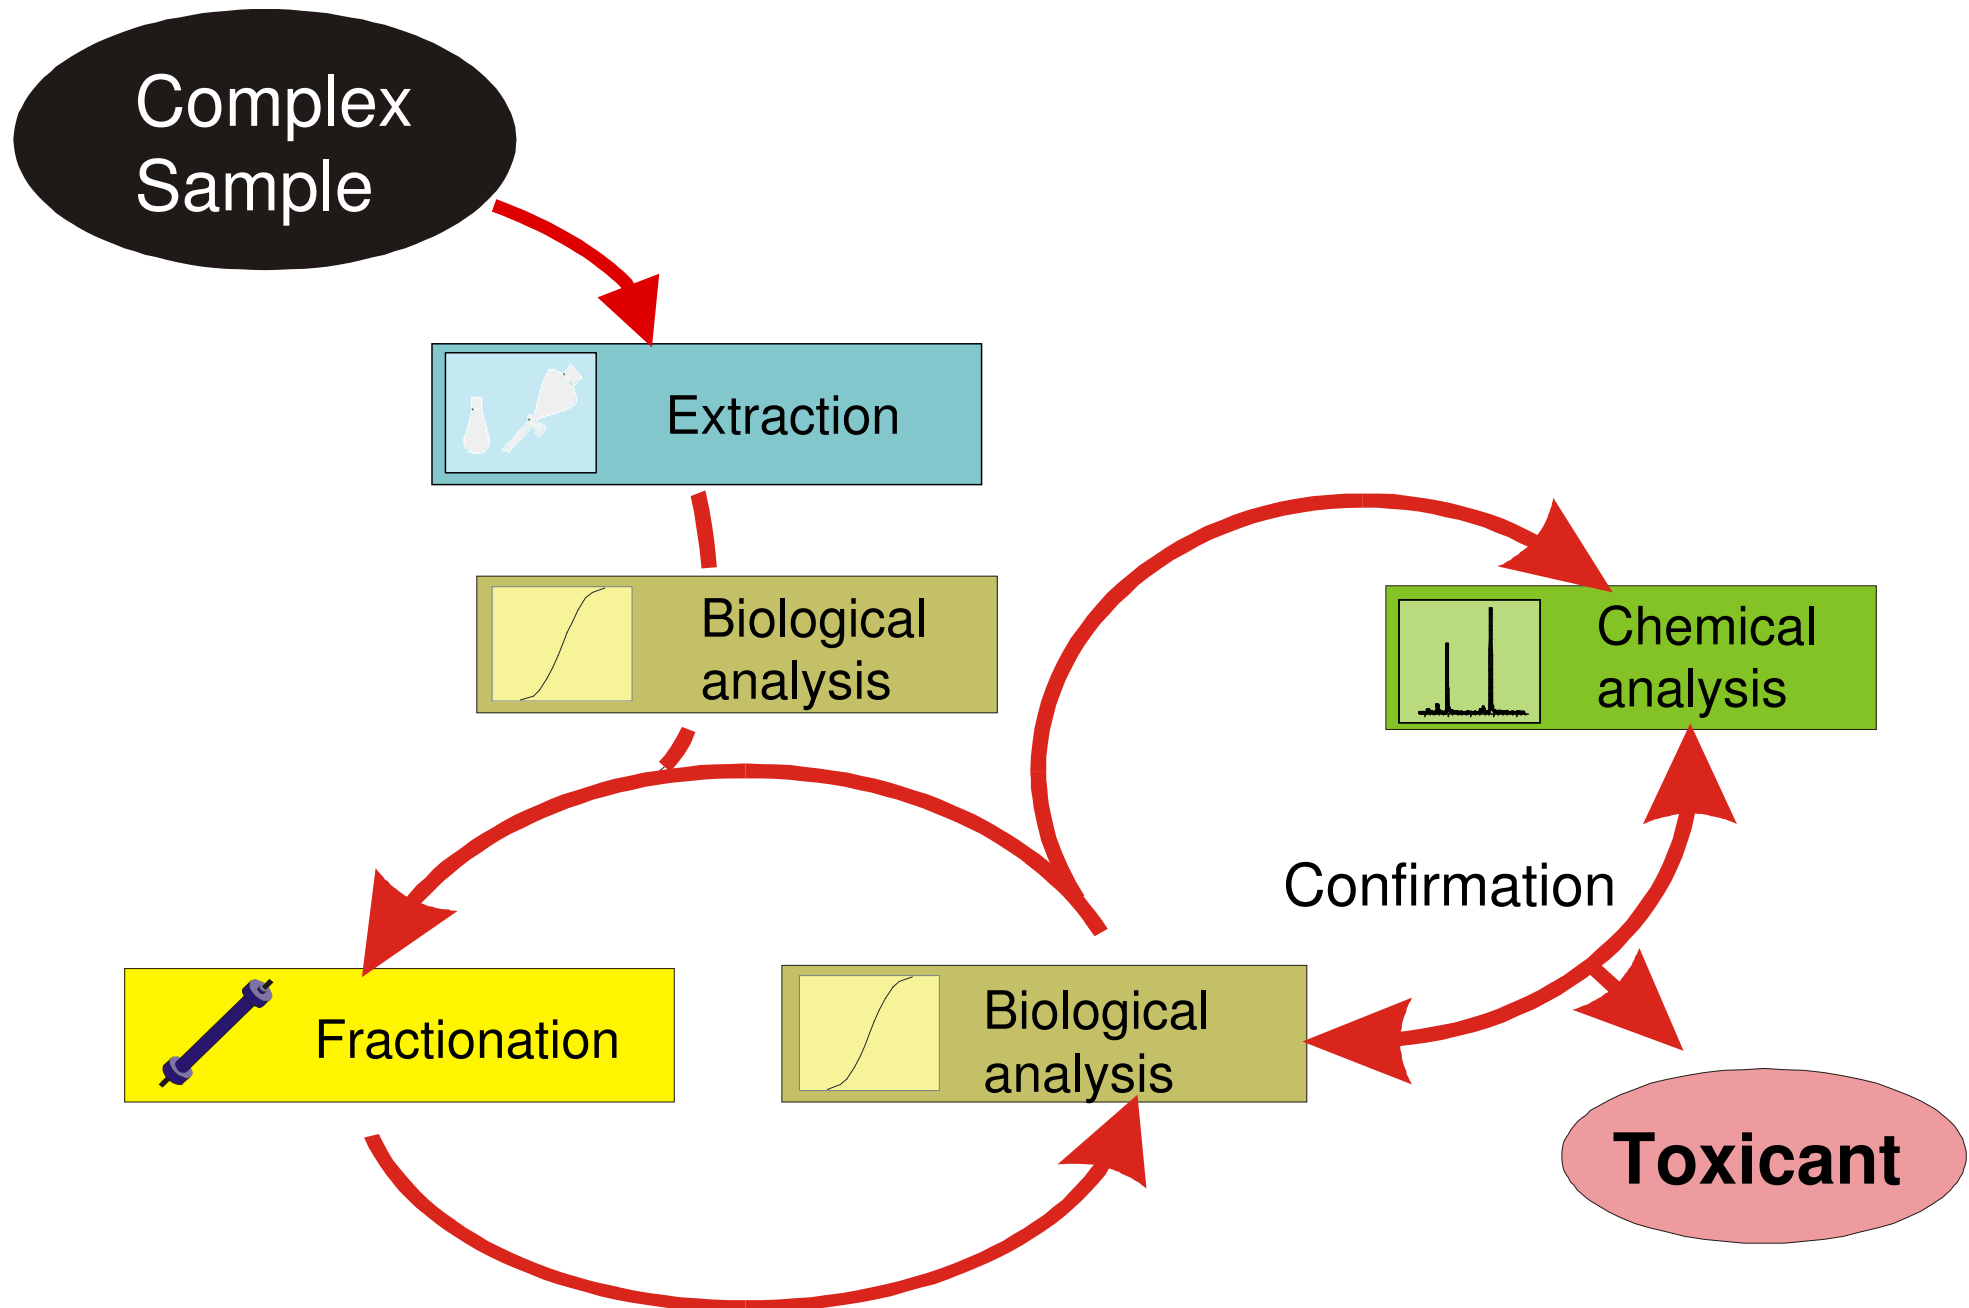 Complex
Sample
Extraction
Biological
analysis
Chemical
analysis
Confirmation
Fractionation
Biological
analysis
Toxicant